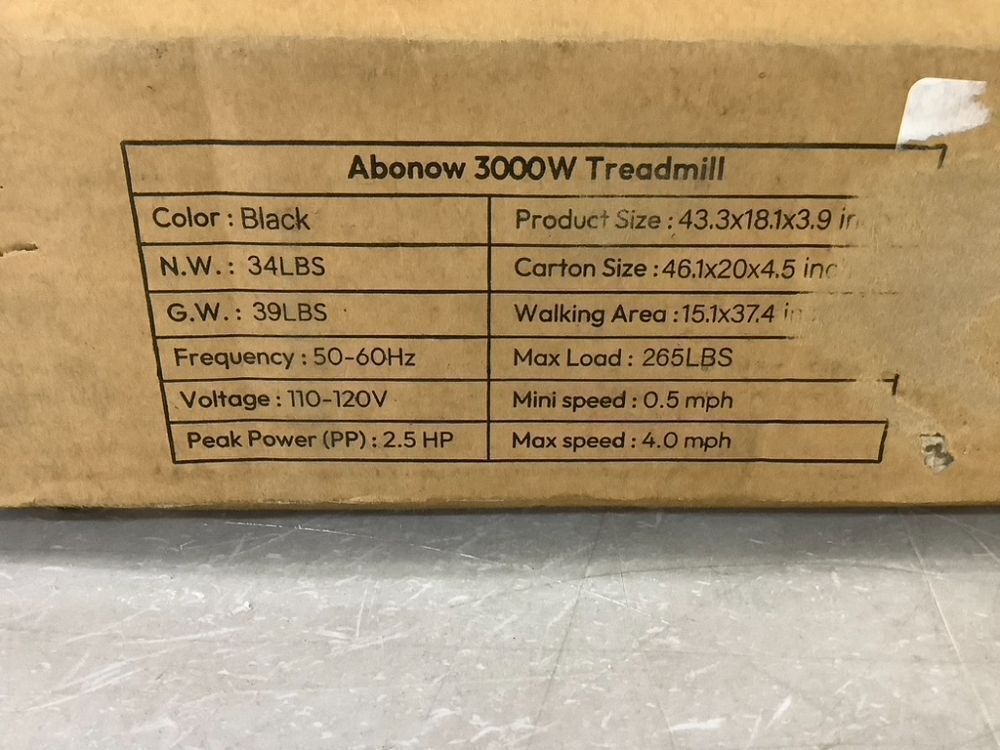 Abonow 3000W Treadmill
Color : Black
Product Size : 43.3x18.1x3.9
N.W. : 34LBS
Carton Size : 46.1x20x4.5
G.W. : 39LBS
Walking Area : 15.1x37.4
Frequency : 50-60Hz
Max Load : 265LBS
Voltage : 110-120V
Mini speed : 0.5 mph
Peak Power (PP) : 2.5 HP
Max speed : 4.0 mph